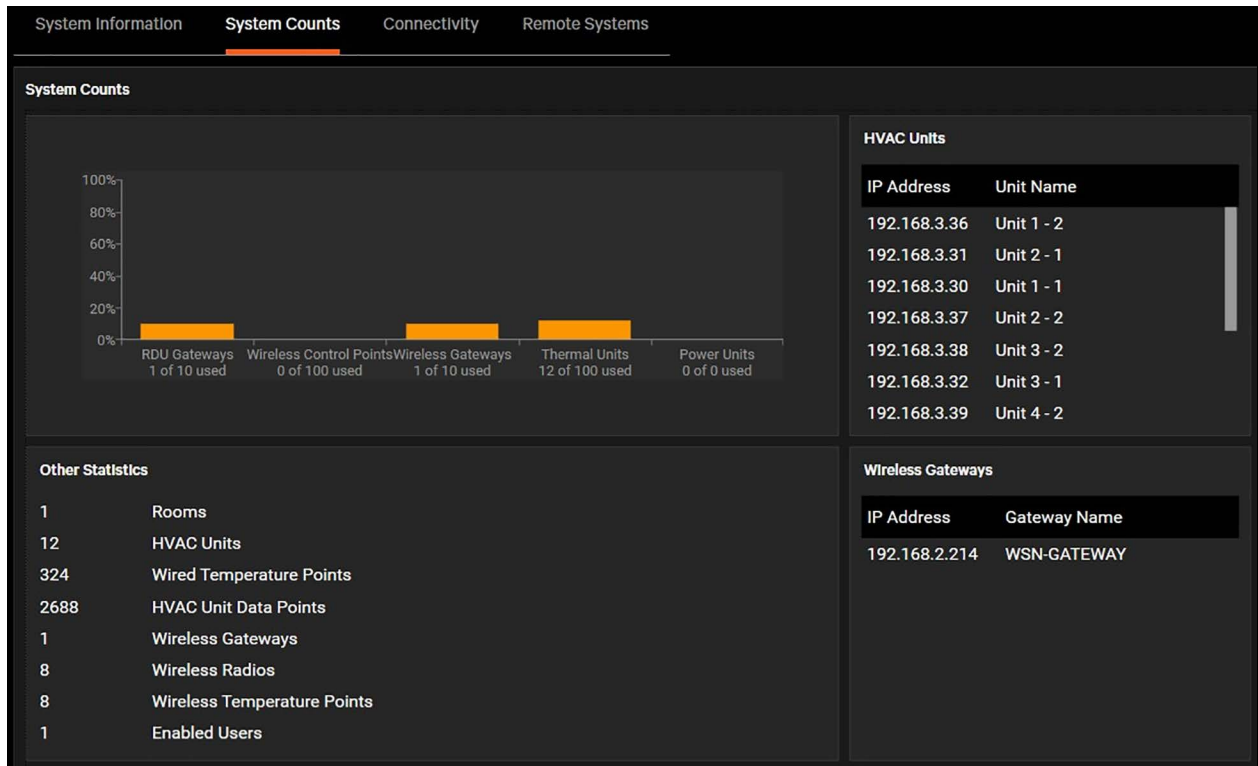 System Information System Counts Connectivity Remote Systems
System Counts
100%
80%
60%
40%
20%
0%
RDU Gateways Wireless Control Points Wireless Gateways Thermal Units Power Units
1 of 10 used 0 of 100 used 1 of 10 used 12 of 100 used 0 of 0 used
HVAC Units
IP Address Unit Name
192.168.3.36 Unit 1 - 2
192.168.3.31 Unit 2 - 1
192.168.3.30 Unit 1 - 1
192.168.3.37 Unit 2 - 2
192.168.3.38 Unit 3 - 2
192.168.3.32 Unit 3 - 1
192.168.3.39 Unit 4 - 2
Other Statistics
1 Rooms
12 HVAC Units
324 Wired Temperature Points
2688 HVAC Unit Data Points
1 Wireless Gateways
8 Wireless Radios
8 Wireless Temperature Points
1 Enabled Users
Wireless Gateways
IP Address Gateway Name
192.168.2.214 WSN-GATEWAY